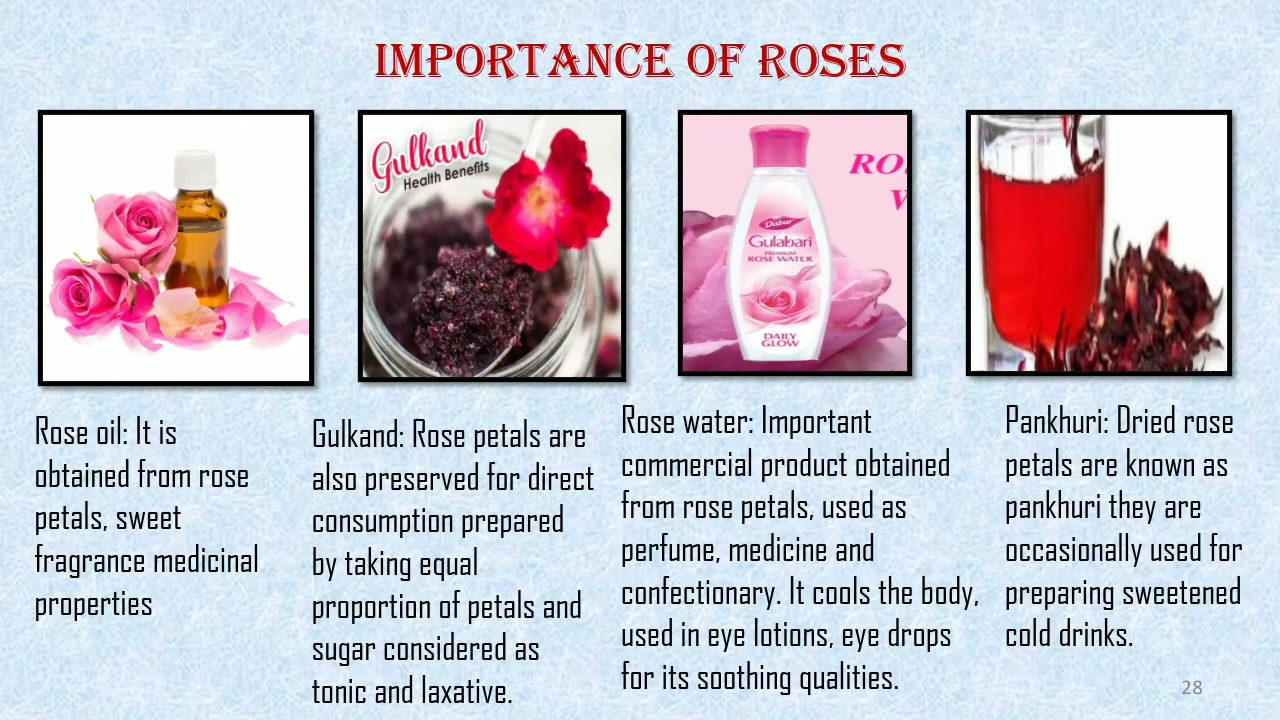 IMPORTANCE OF ROSES
Gulkand
Health Benefits
RO
W
Dabur
Gulabari
PREMIUM
ROSE WATER
DAILY
GLOW
Rose oil: It is
obtained from rose
petals, sweet
fragrance medicinal
properties
Gulkand: Rose petals are
also preserved for direct
consumption prepared
by taking equal
proportion of petals and
sugar considered as
tonic and laxative.
Rose water: Important
commercial product obtained
from rose petals, used as
perfume, medicine and
confectionary. It cools the body,
used in eye lotions, eye drops
for its soothing qualities.
Pankhuri: Dried rose
petals are known as
pankhuri they are
occasionally used for
preparing sweetened
cold drinks.
28